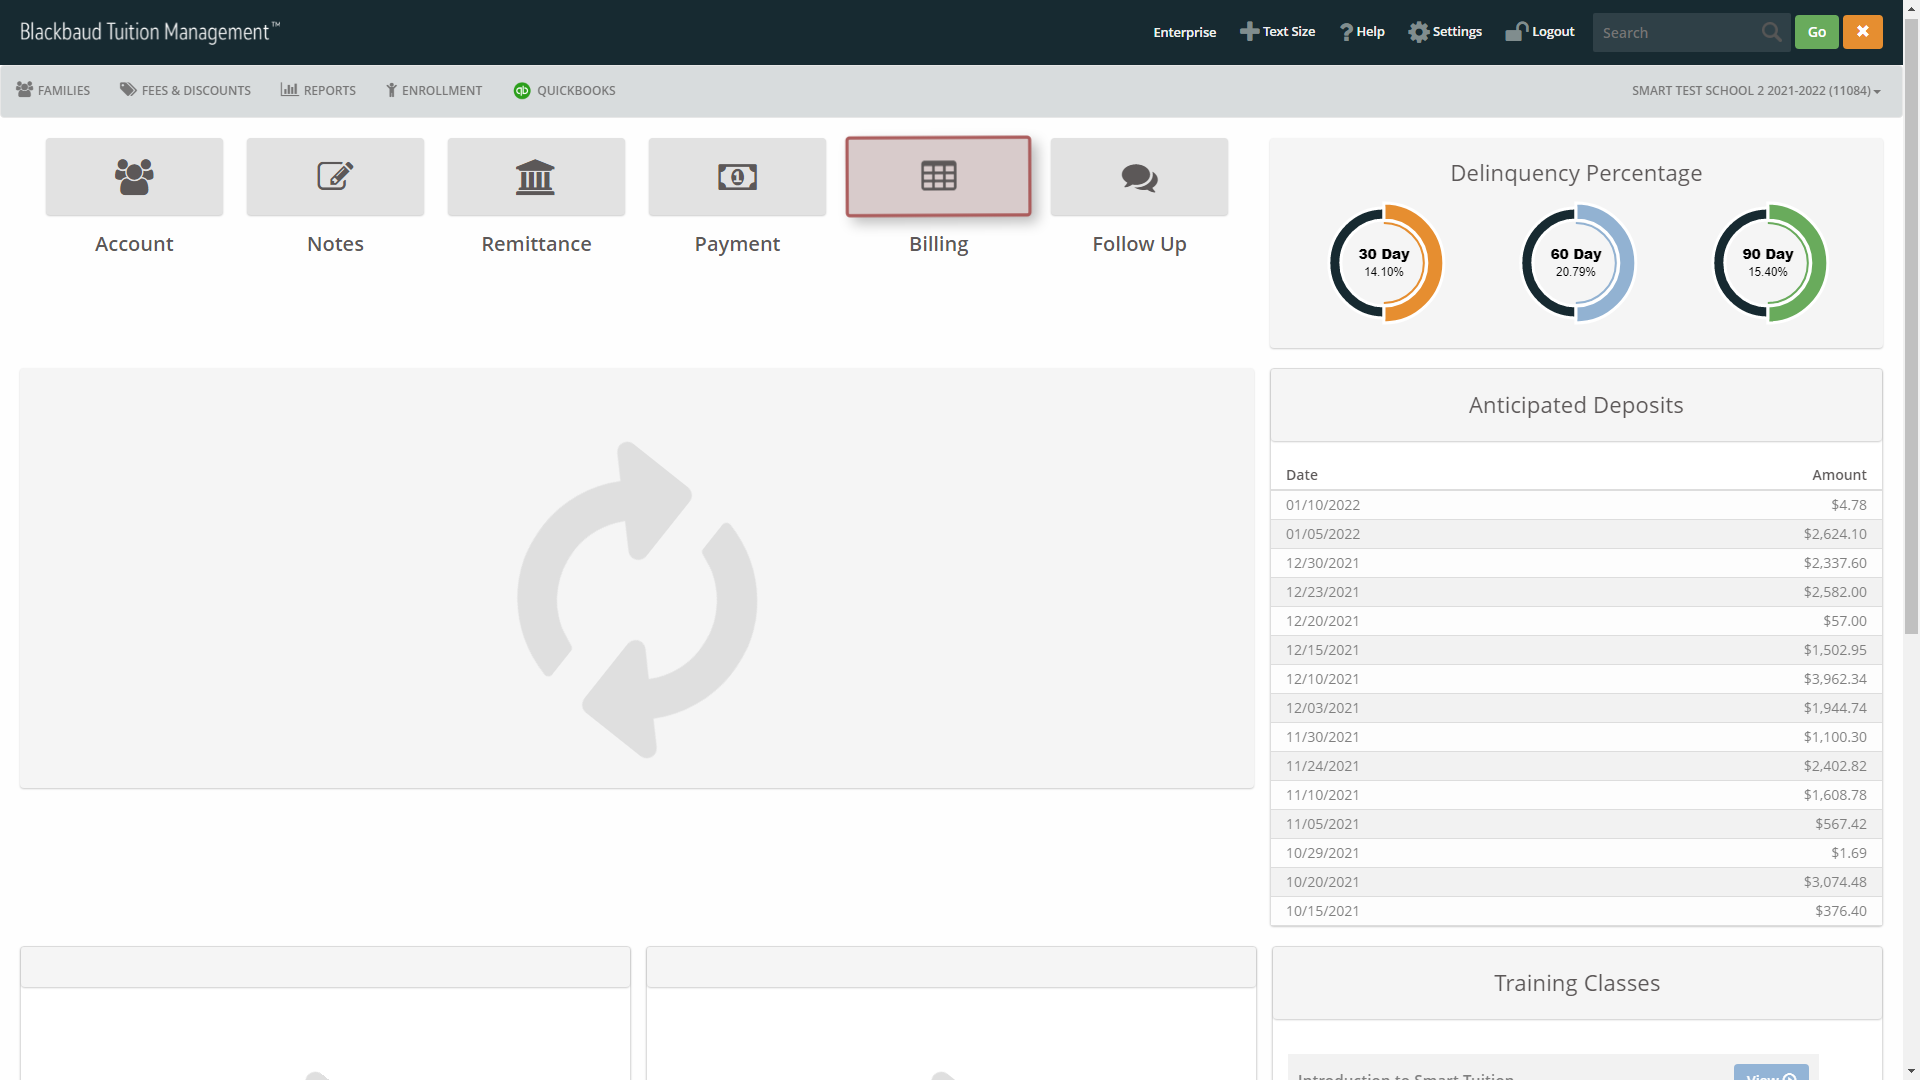 Blackbaud Tuition Management™
Enterprise
Text Size
Help
Settings
Logout
Search
Go
FAMILIES
FEES & DISCOUNTS
REPORTS
ENROLLMENT
qb QUICKBOOKS
SMART TEST SCHOOL 2 2021-2022 (11084)
Account
Notes
Remittance
Payment
Billing
Follow Up
Delinquency Percentage
30 Day
14.10%
60 Day
20.79%
90 Day
15.40%
Anticipated Deposits
Date Amount
01/10/2022 $4.78
01/05/2022 $2,624.10
12/30/2021 $2,337.60
12/23/2021 $2,582.00
12/20/2021 $57.00
12/15/2021 $1,502.95
12/10/2021 $3,962.34
12/03/2021 $1,944.74
11/30/2021 $1,100.30
11/24/2021 $2,402.82
11/10/2021 $1,608.78
11/05/2021 $567.42
10/29/2021 $1.69
10/20/2021 $3,074.48
10/15/2021 $376.40
Training Classes
Introduction to Smart Tuition
View